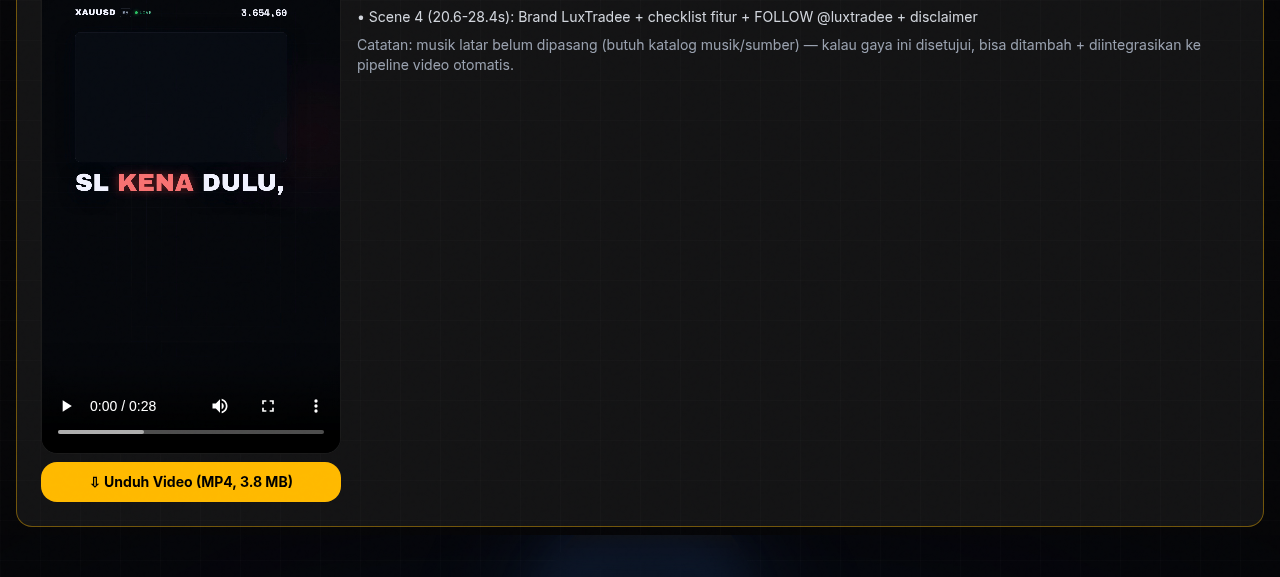 XAUUSD
3.654,60
• Scene 4 (20.6-28.4s): Brand LuxTradee + checklist fitur + FOLLOW @luxtradee + disclaimer
Catatan: musik latar belum dipasang (butuh katalog musik/sumber) — kalau gaya ini disetujui, bisa ditambah + diintegrasikan ke
pipeline video otomatis.
SL KENA DULU,
0:00 / 0:28
⇩ Unduh Video (MP4, 3.8 MB)